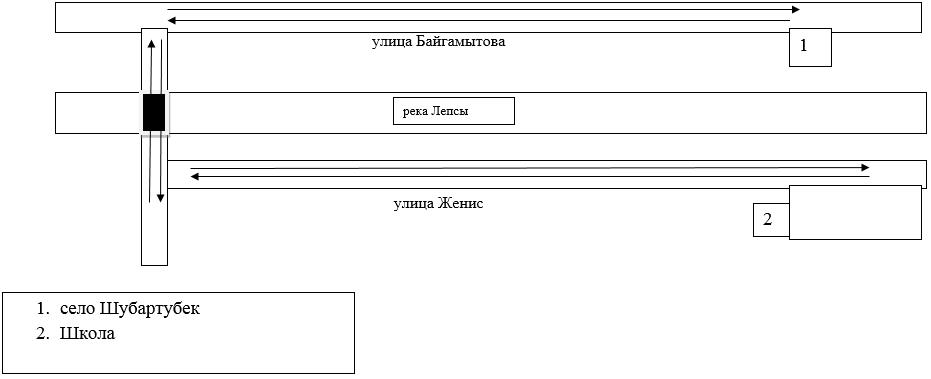 улица Байгамытова
1
река Лепсы
улица Женис
2
1. село Шубартубек
2. Школа